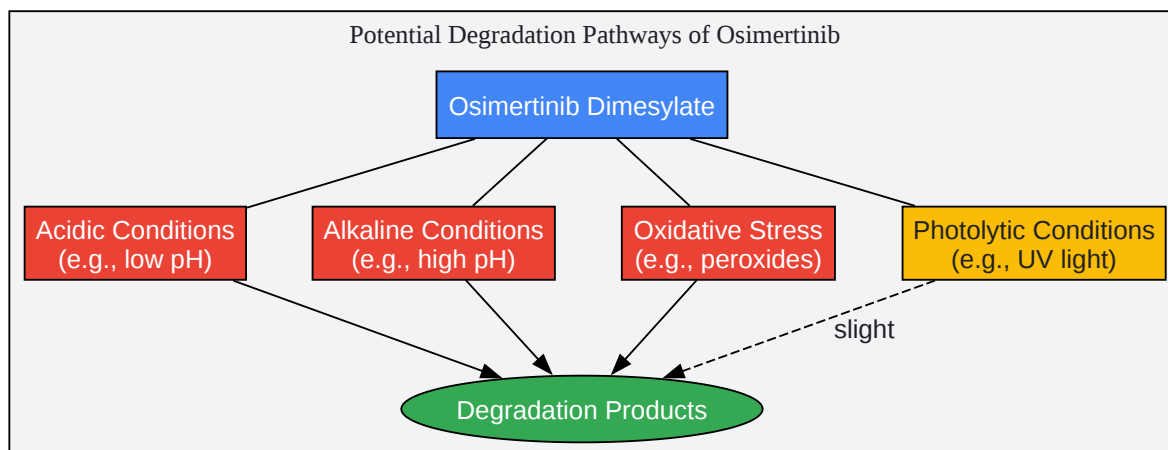 Potential Degradation Pathways of Osimertinib
Osimertinib Dimesylate
Acidic Conditions
(e.g., low pH)
Alkaline Conditions
(e.g., high pH)
Oxidative Stress
(e.g., peroxides)
Photolytic Conditions
(e.g., UV light)
slight
Degradation Products